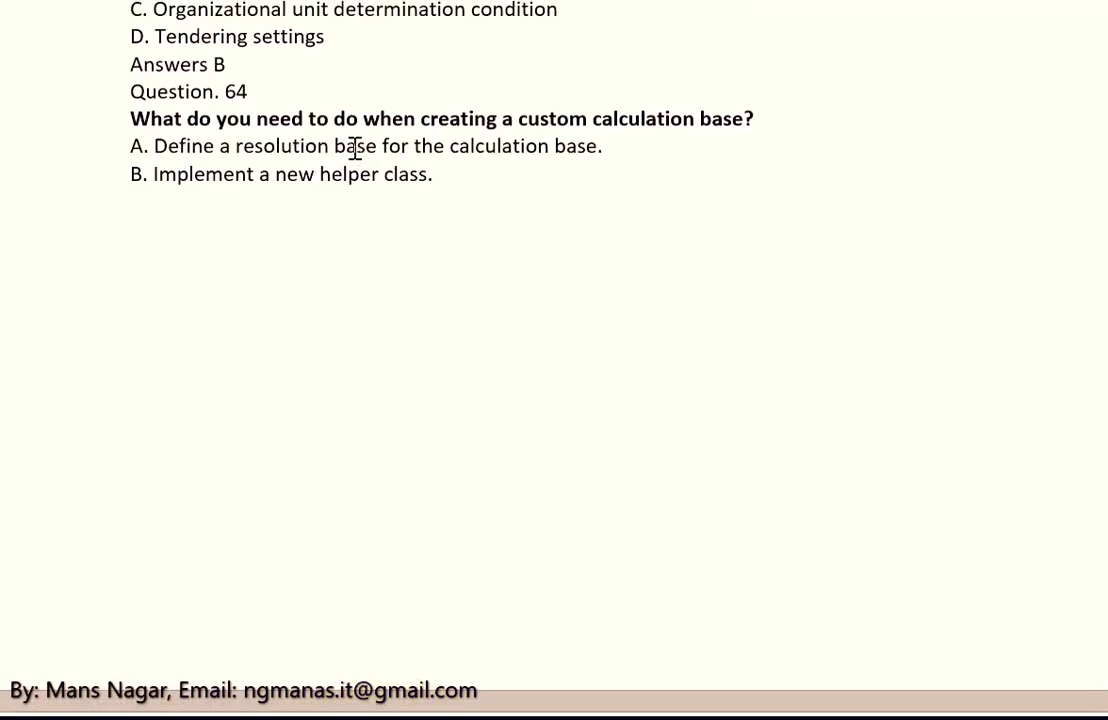 C. Organizational unit determination condition
D. Tendering settings
Answers B
Question. 64
What do you need to do when creating a custom calculation base?
A. Define a resolution base for the calculation base.
B. Implement a new helper class.
By: Mans Nagar, Email: ngmanas.it@gmail.com